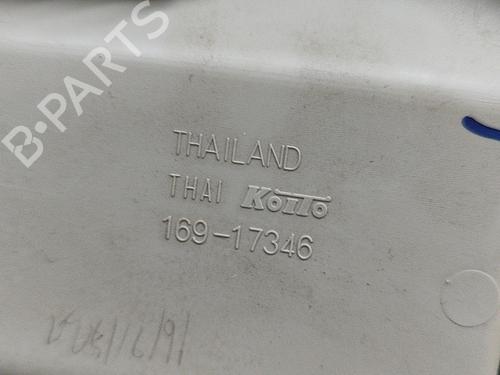 B-PARTS
THAILAND
THAI KOITO
169-17346